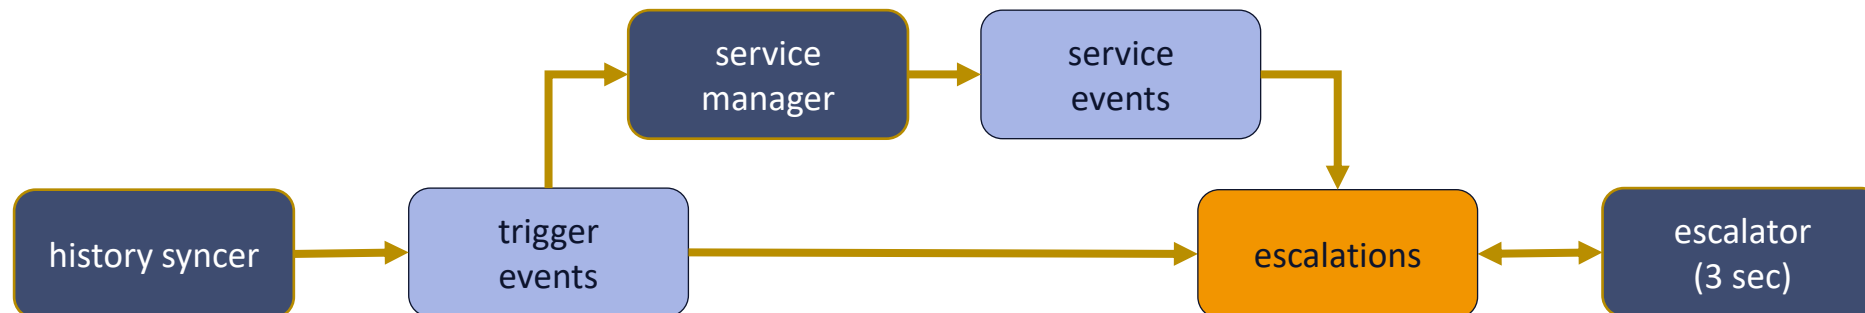 service
manager
service
events
history syncer
trigger
events
escalations
escalator
(3 sec)